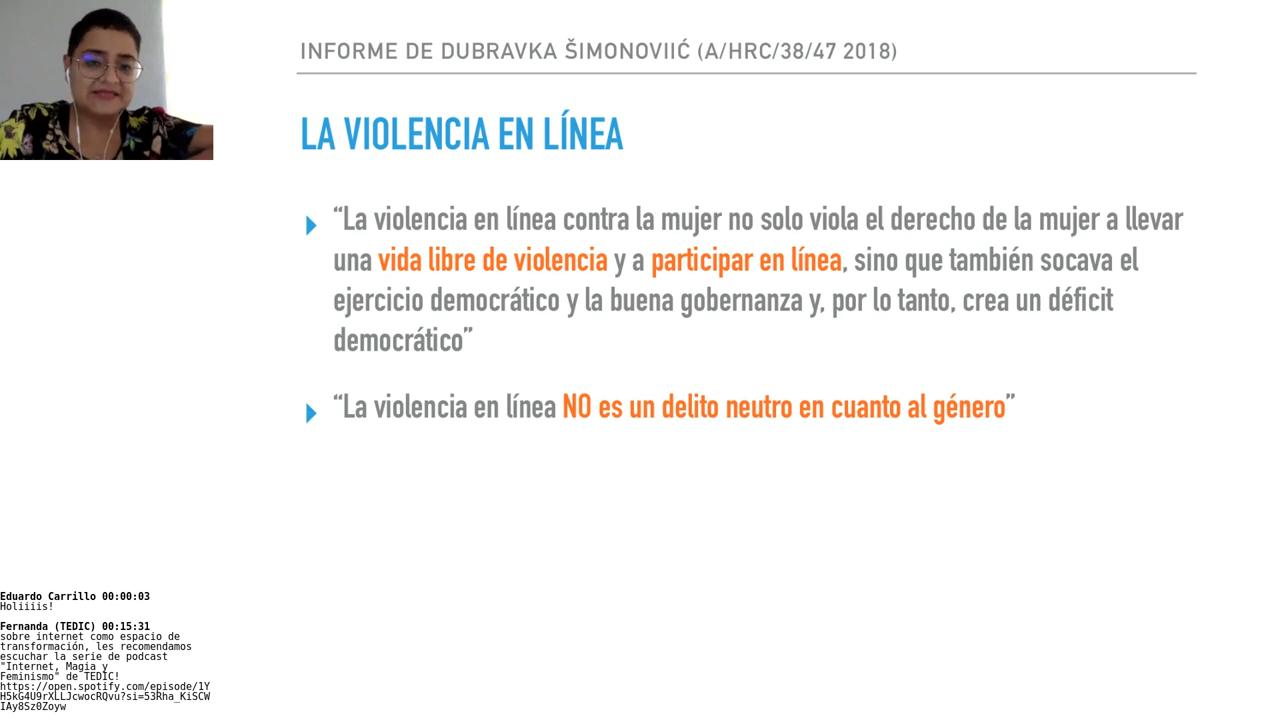 INFORME DE DUBRAVKA ŠIMONOVIIĆ (A/HRC/38/47 2018)
LA VIOLENCIA EN LÍNEA
“La violencia en línea contra la mujer no solo viola el derecho de la mujer a llevar
una vida libre de violencia y a participar en línea, sino que también socava el
ejercicio democrático y la buena gobernanza y, por lo tanto, crea un déficit
democrático”
“La violencia en línea NO es un delito neutro en cuanto al género”
Eduardo Carrillo 00:00:03
Holiiiis!
Fernanda (TEDIC) 00:15:31
sobre internet como espacio de
transformación, les recomendamos
escuchar la serie de podcast
"Internet, Magia y
Feminismo" de TEDIC!
https://open.spotify.com/episode/1Y
H5kG4U9rXLLJcwocRQvu?si=53Rha_KiSCW
IAy8Sz0Zoyw